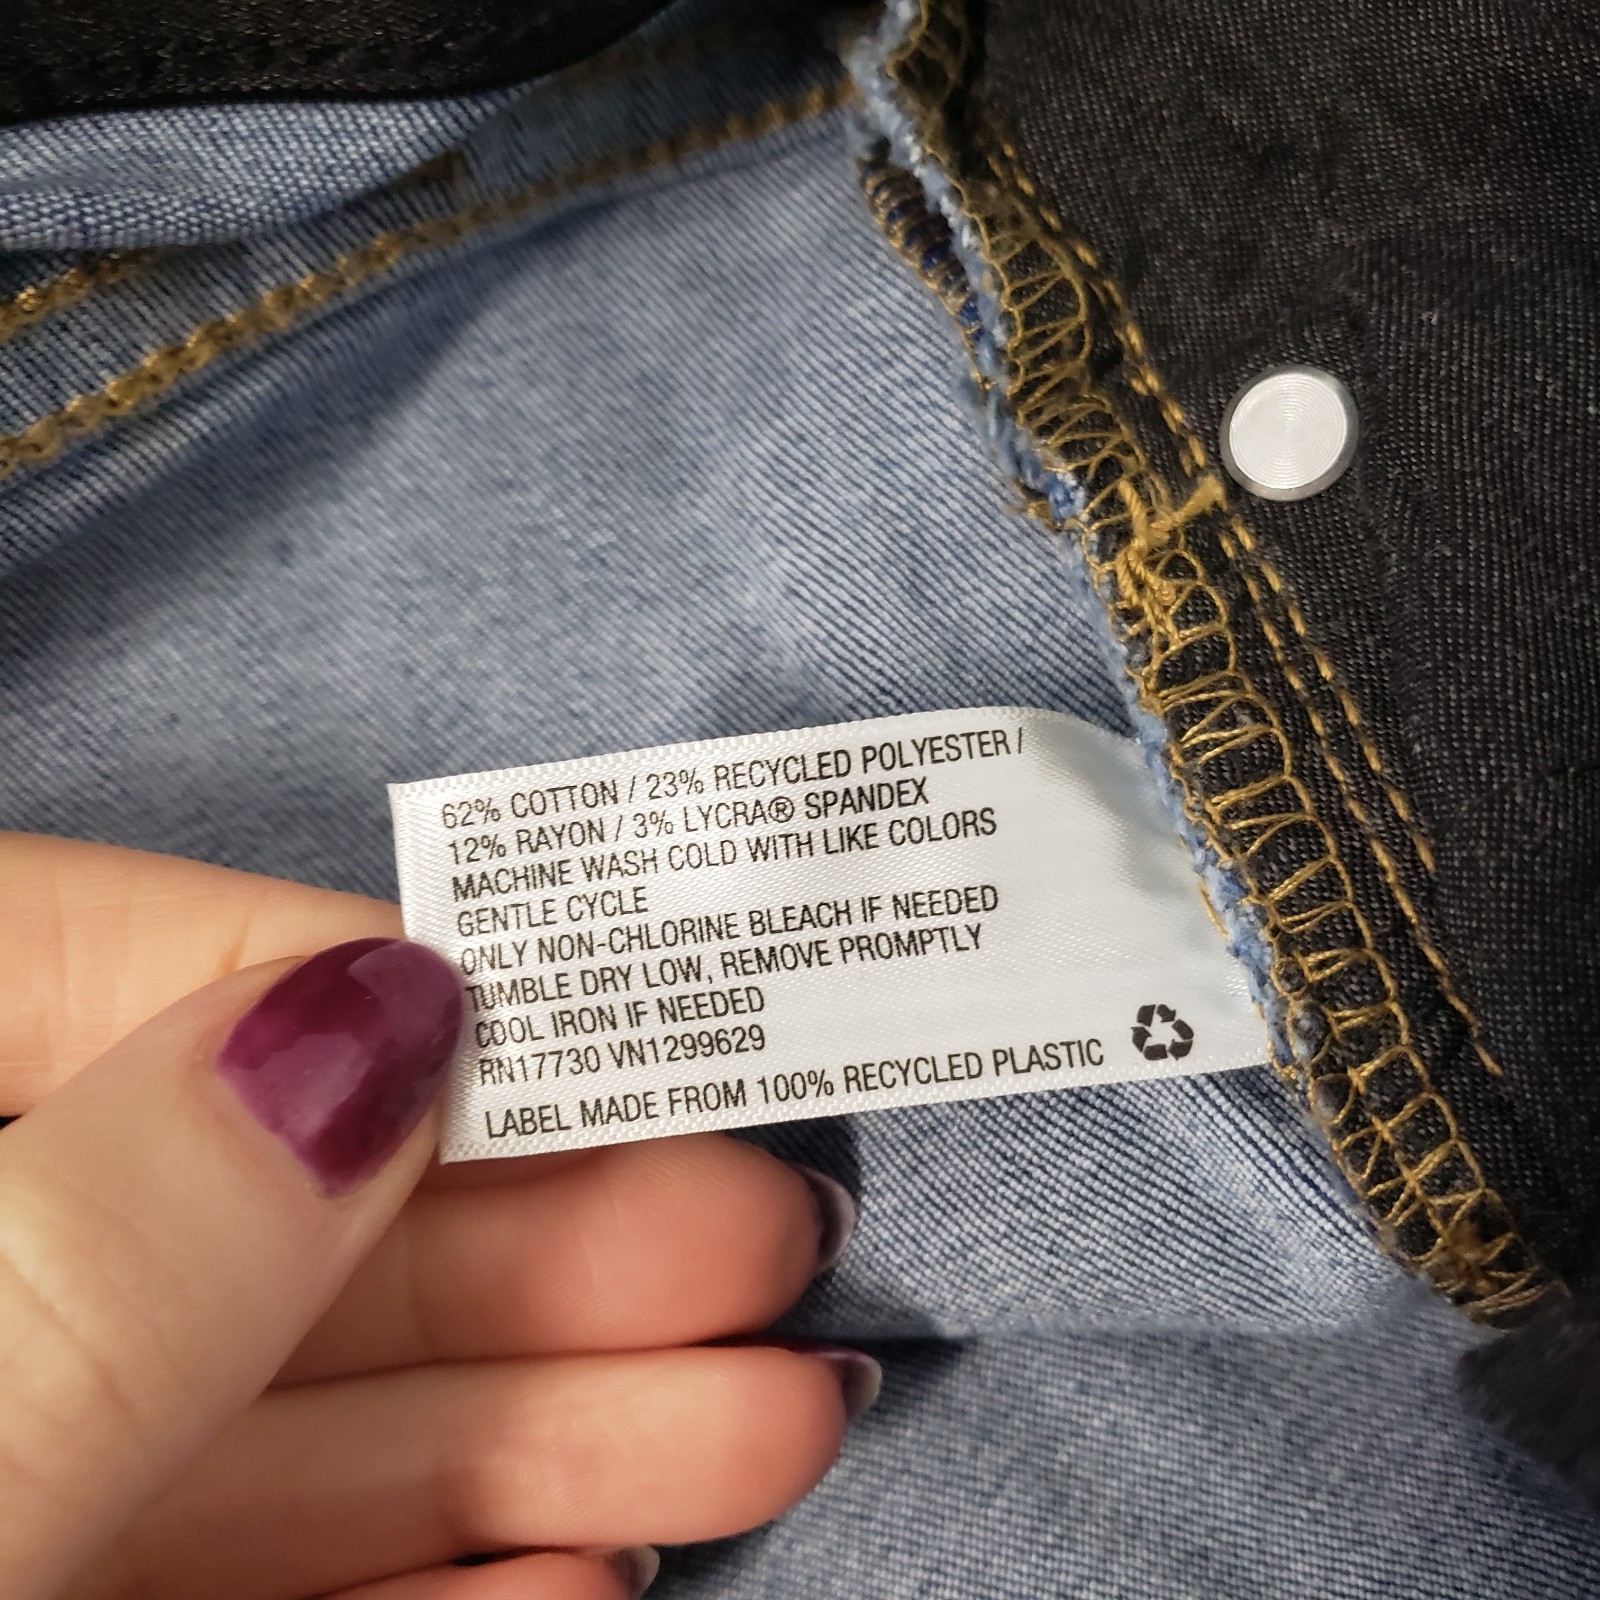 62% COTTON / 23% RECYCLED POLYESTER /
12% RAYON / 3% LYCRA® SPANDEX
MACHINE WASH COLD WITH LIKE COLORS
GENTLE CYCLE
ONLY NON-CHLORINE BLEACH IF NEEDED
TUMBLE DRY LOW, REMOVE PROMPTLY
COOL IRON IF NEEDED
RN17730 VN1299629
LABEL MADE FROM 100% RECYCLED PLASTIC